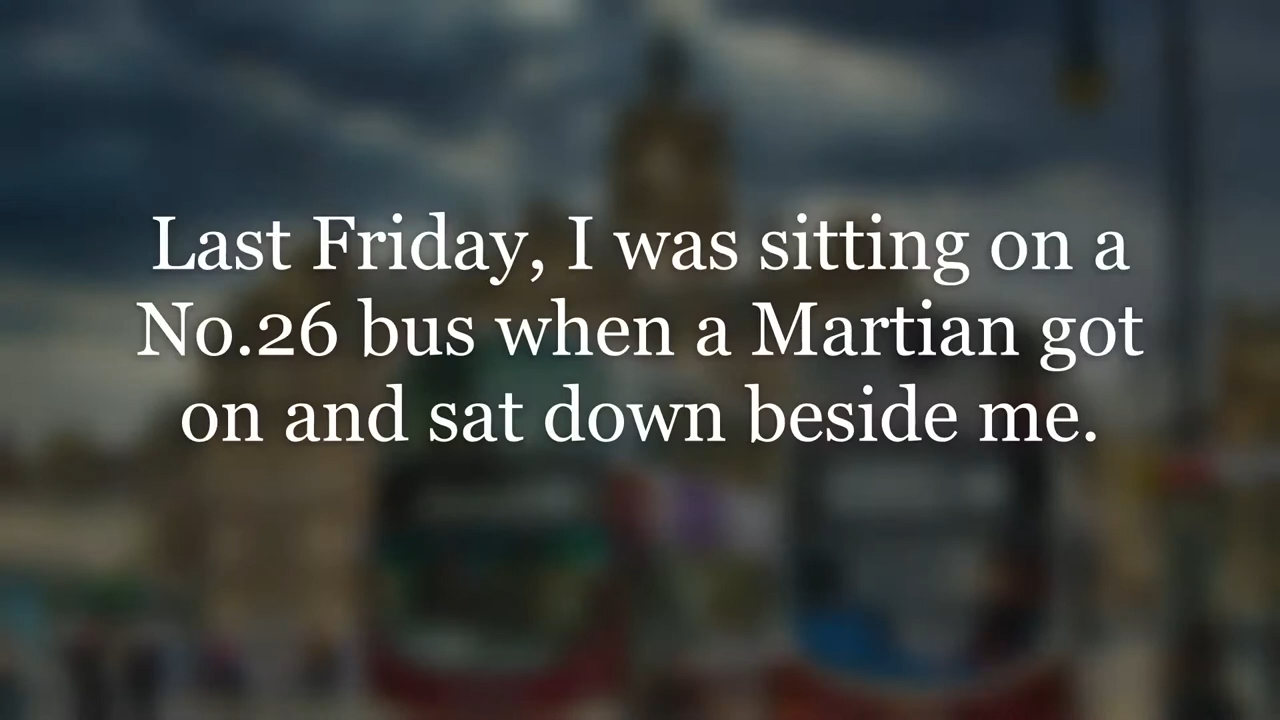 Last Friday, I was sitting on a
No.26 bus when a Martian got
on and sat down beside me.